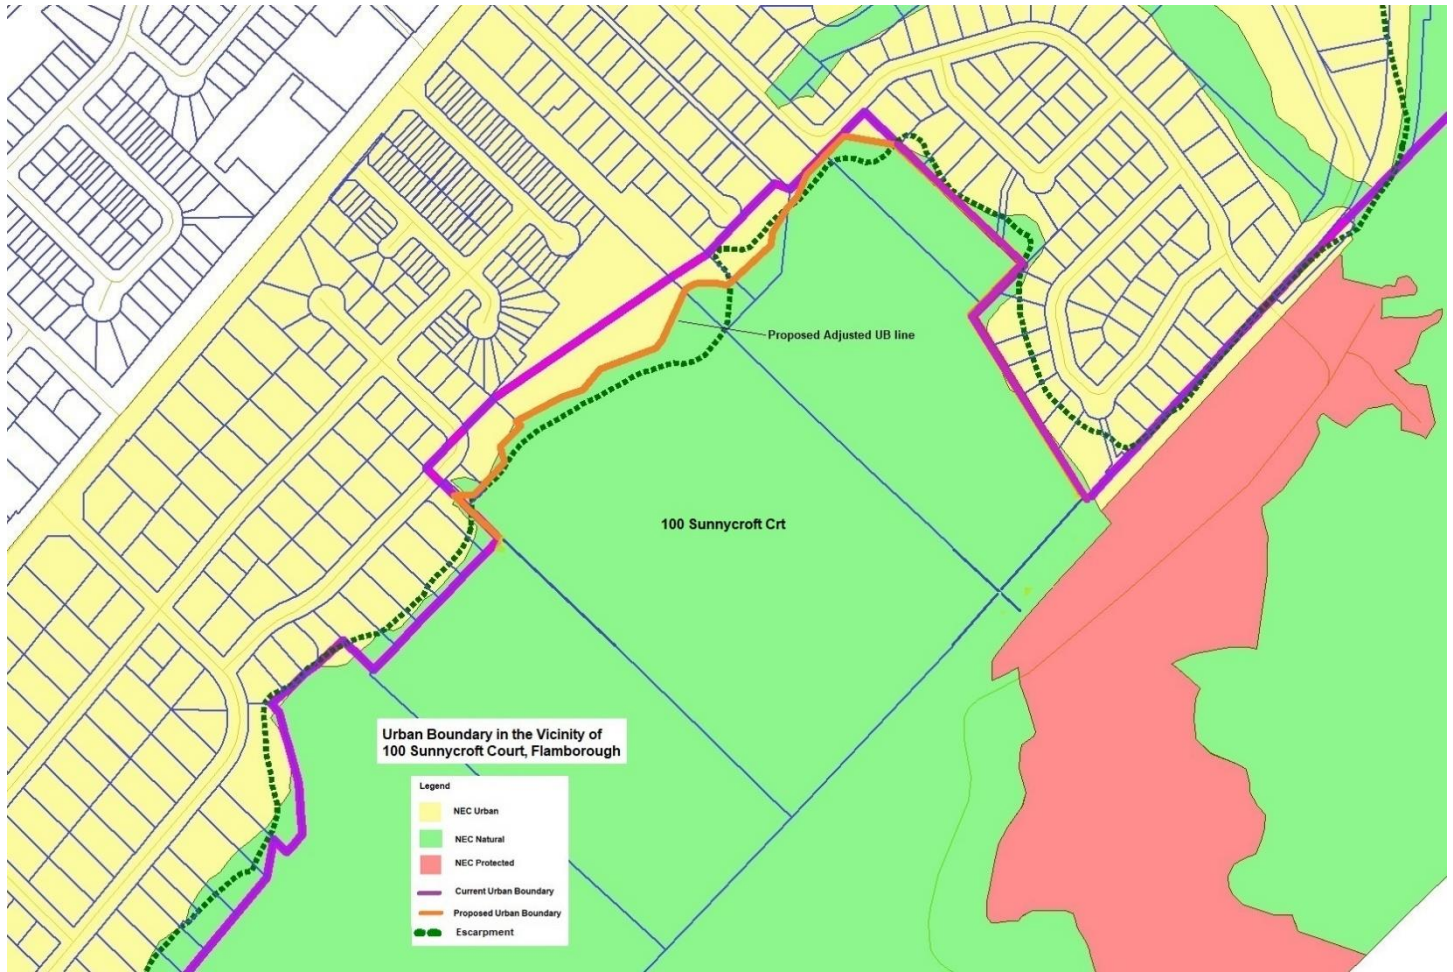 Proposed Adjusted UB line
100 Sunnycroft Crt
Urban Boundary in the Vicinity of
100 Sunnycroft Court, Flamborough
Legend
NEC Urban
NEC Natural
NEC Protected
Current Urban Boundary
Proposed Urban Boundary
Escarpment